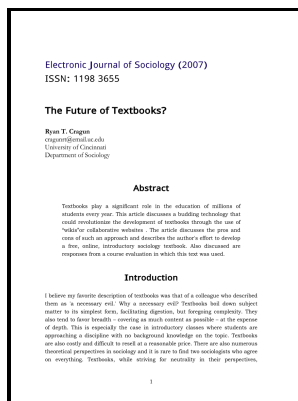 Electronic Journal of Sociology (2007)
ISSN: 1198 3655
The Future of Textbooks?
Ryan T. Cragun
cragunrr@email.uc.edu
University of Cincinnati
Department of Sociology
Abstract
Textbooks play a significant role in the education of millions of
students every year. This article discusses a budding technology that
could revolutionize the development of textbooks through the use of
"wikis"or collaborative websites . The article discusses the pros and
cons of such an approach and describes the author's effort to develop
a free, online, introductory sociology textbook. Also discussed are
responses from a course evaluation in which this text was used.
Introduction
I believe my favorite description of textbooks was that of a colleague who described
them as 'a necessary evil.' Why a necessary evil? Textbooks boil down subject
matter to its simplest form, facilitating digestion, but foregoing complexity. They
also tend to favor breadth – covering as much content as possible – at the expense
of depth. This is especially the case in introductory classes where students are
approaching a discipline with no background knowledge on the topic. Textbooks
are also costly and difficult to resell at a reasonable price. There are also numerous
theoretical perspectives in sociology and it is rare to find two sociologists who agree
on everything. Textbooks, while striving for neutrality in their perspectives,
1